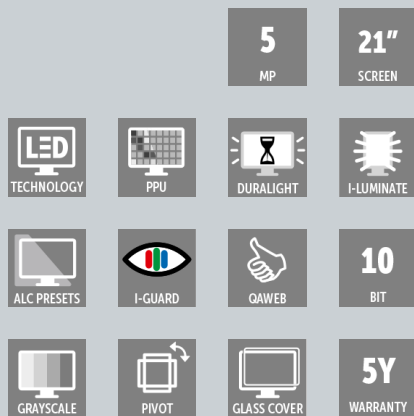 5
MP
21"
SCREEN
LED
TECHNOLOGY
PPU
DURALIGHT
I-LUMINATE
ALC PRESETS
I-GUARD
QAWEB
10
BIT
GRAYSCALE
PIVOT
GLASS COVER
5Y
WARRANTY